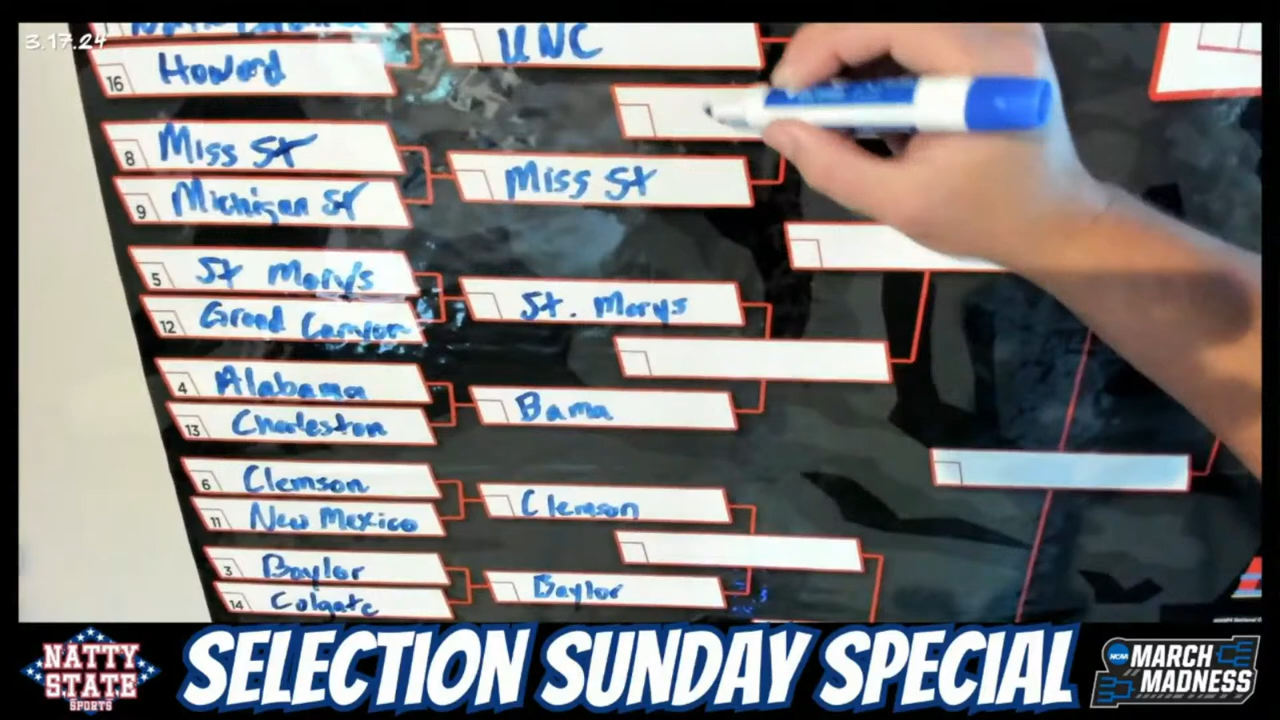 3.17.24
16 Howard
UNC
8 Miss St
9 Michigan St
Miss St
5 St Marys
12 Grand Canyon
St. Marys
4 Alabama
13 Charleston
Bama
6 Clemson
11 New Mexico
Clemson
3 Baylor
14 Colgate
Baylor
NATTY
STATE
SPORTS
SELECTION SUNDAY SPECIAL
NCAA
MARCH
MADNESS